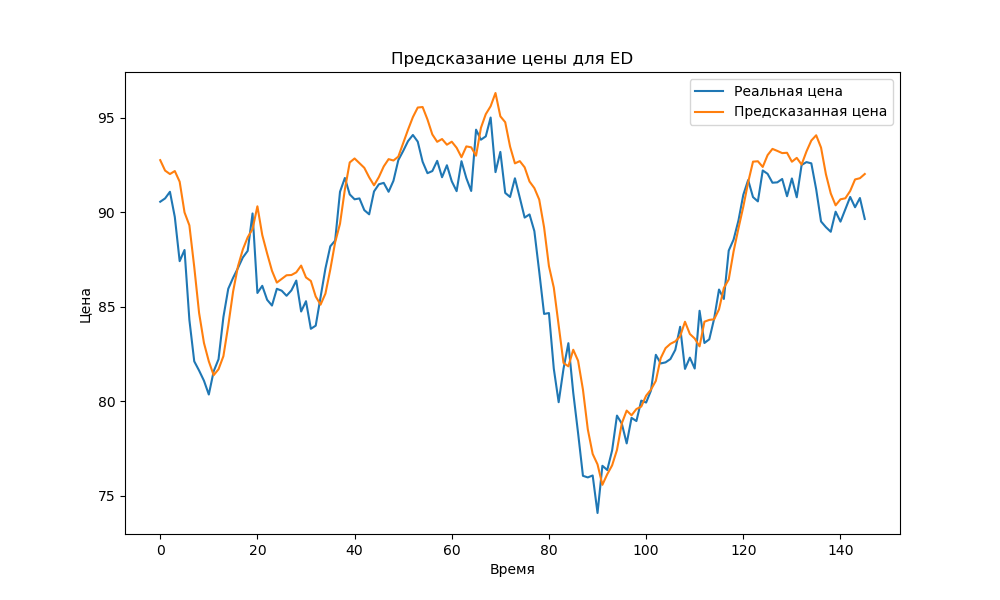 Предсказание цены для ED
Реальная цена
Предсказанная цена
Цена
95
90
85
80
75
0 20 40 60 80 100 120 140
Время